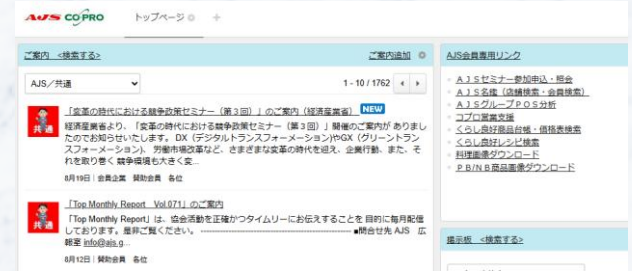 AJS COPRO
トップページ
ご案内 <検索する>
ご案内追加
AJS／共通
1 - 10 / 1762
共通
「変革の時代における競争政策セミナー（第３回）」のご案内（経済産業省） NEW
経済産業省より、「変革の時代における競争政策セミナー（第３回）」開催のご案内が ありまし
たのでお知らせいたします。 DX（デジタルトランスフォーメーション)やGX（グリーントラン
スフォーメーション）、労働市場改革など、さまざまな変革の時代を迎え、企業行動、また、そ
れを取り巻く 競争環境も大きく変...
8月19日｜会員企業 賛助会員 各位
共通
「Top Monthly Report Vol.071」のご案内
「Top Monthly Report」は、協会活動を正確かつタイムリーにお伝えすることを 目的に毎月配信
しております。是非ご覧ください。 ---------------------------------------- ■問合せ先 AJS 広
報室 info@ajs.g...
8月12日｜賛助会員 各位
AJS会員専用リンク
ＡＪＳセミナー参加申込・照会
ＡＪＳ名鑑（店舗検索・会員検索）
ＡＪＳグループＰＯＳ分析
コプロ営業支援
くらし良好商品台帳・価格表検索
くらし良好レシピ検索
料理画像ダウンロード
ＰＢ/ＮＢ商品画像ダウンロード
掲示板 <検索する>